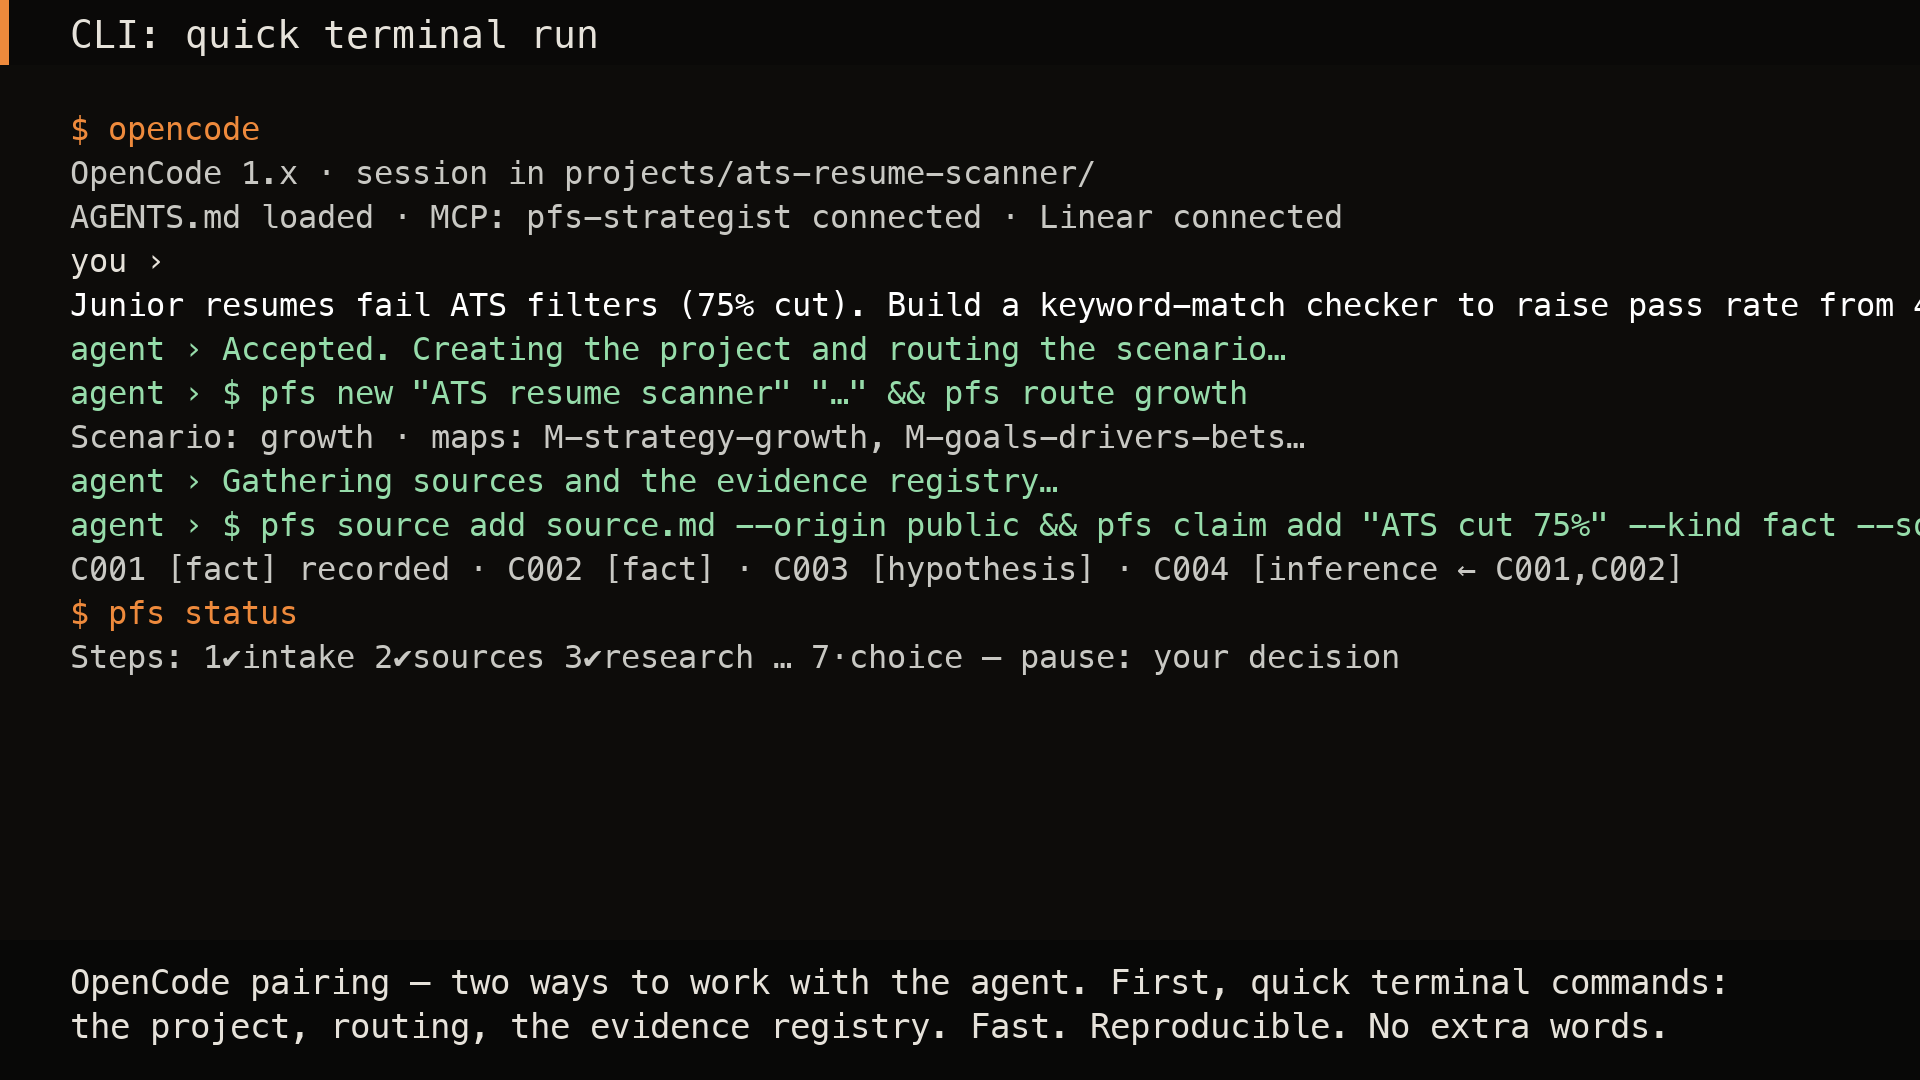 CLI: quick terminal run
$ opencode
OpenCode 1.x · session in projects/ats-resume-scanner/
AGENTS.md loaded · MCP: pfs-strategist connected · Linear connected
you ›
Junior resumes fail ATS filters (75% cut). Build a keyword-match checker to raise pass rate from
agent › Accepted. Creating the project and routing the scenario…
agent › $ pfs new "ATS resume scanner" "…" && pfs route growth
Scenario: growth · maps: M-strategy-growth, M-goals-drivers-bets…
agent › Gathering sources and the evidence registry…
agent › $ pfs source add source.md --origin public && pfs claim add "ATS cut 75%" --kind fact
C001 [fact] recorded · C002 [fact] · C003 [hypothesis] · C004 [inference ← C001,C002]
$ pfs status
Steps: 1✔intake 2✔sources 3✔research … 7·choice — pause: your decision
OpenCode pairing — two ways to work with the agent. First, quick terminal commands:
the project, routing, the evidence registry. Fast. Reproducible. No extra words.